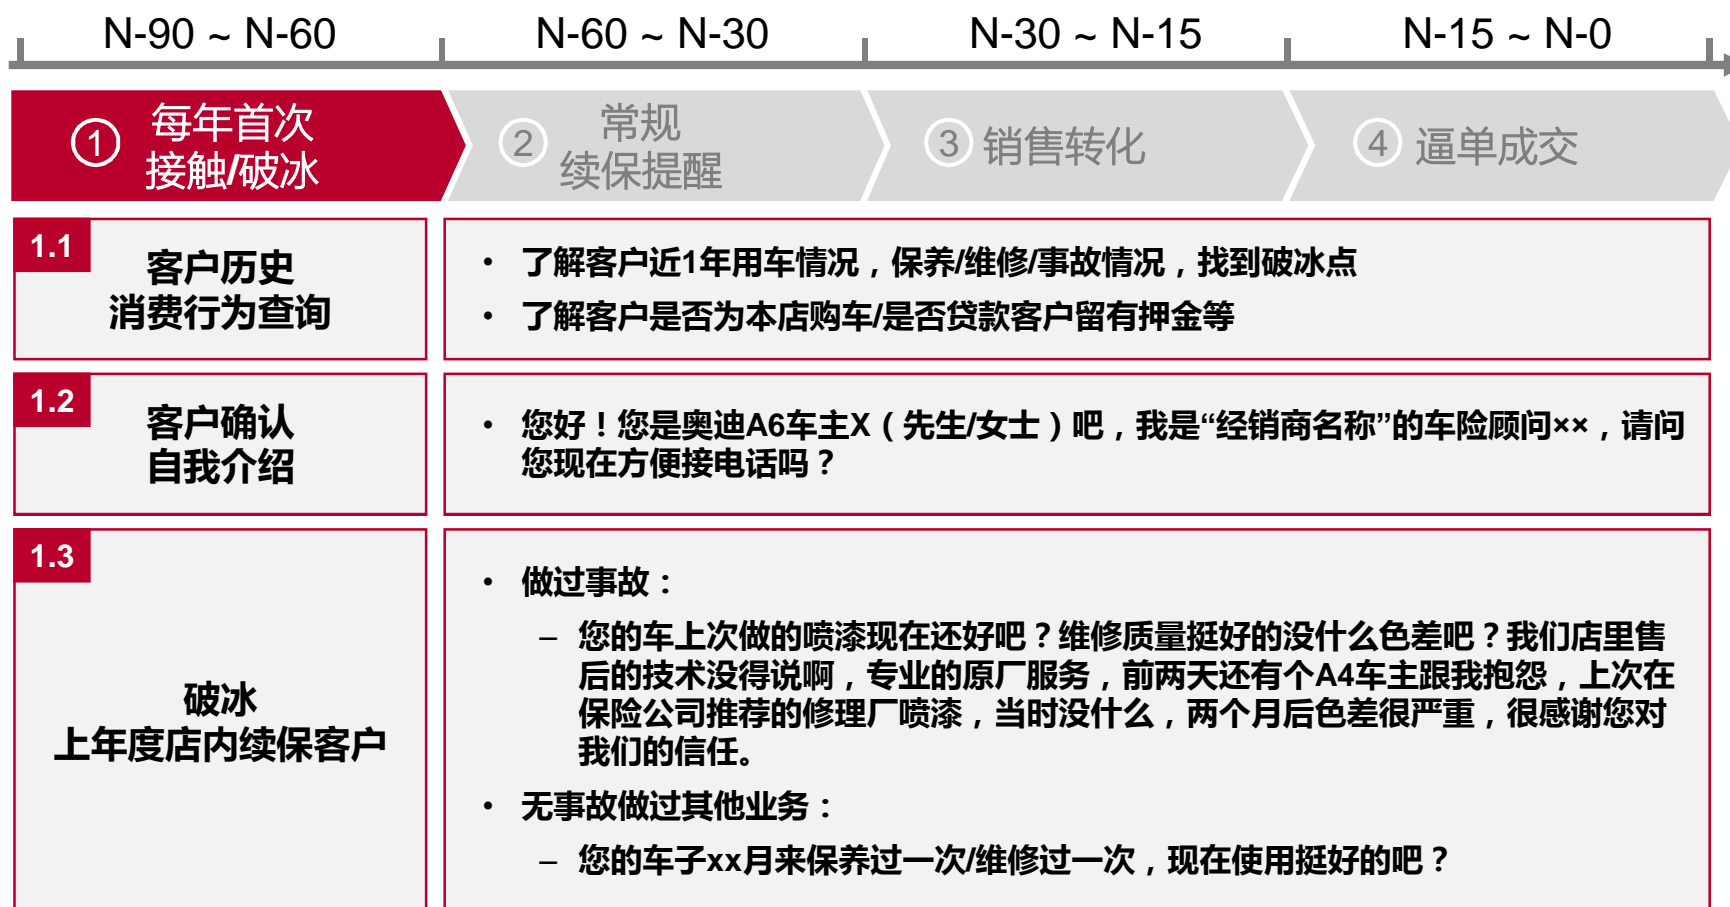 N-90 ~ N-60
N-60 ~ N-30
N-30 ~ N-15
N-15 ~ N-0
① 每年首次
接触/破冰
② 常规
续保提醒
③ 销售转化
④ 逼单成交
1.1
客户历史
消费行为查询
• 了解客户近1年用车情况，保养/维修/事故情况，找到破冰点
• 了解客户是否为本店购车/是否贷款客户留有押金等
1.2
客户确认
自我介绍
• 您好！您是奥迪A6车主X（先生/女士）吧，我是“经销商名称”的车险顾问××，请问
您现在方便接电话吗？
1.3
破冰
上年度店内续保客户
• 做过事故：
– 您的车上次做的喷漆现在还好吧？维修质量挺好的没什么色差吧？我们店里售
后的技术没得说啊，专业的原厂服务，前两天还有个A4车主跟我抱怨，上次在
保险公司推荐的修理厂喷漆，当时没什么，两个月后色差很严重，很感谢您对
我们的信任。
• 无事故做过其他业务：
– 您的车子xx月来保养过一次/维修过一次，现在使用挺好的吧？